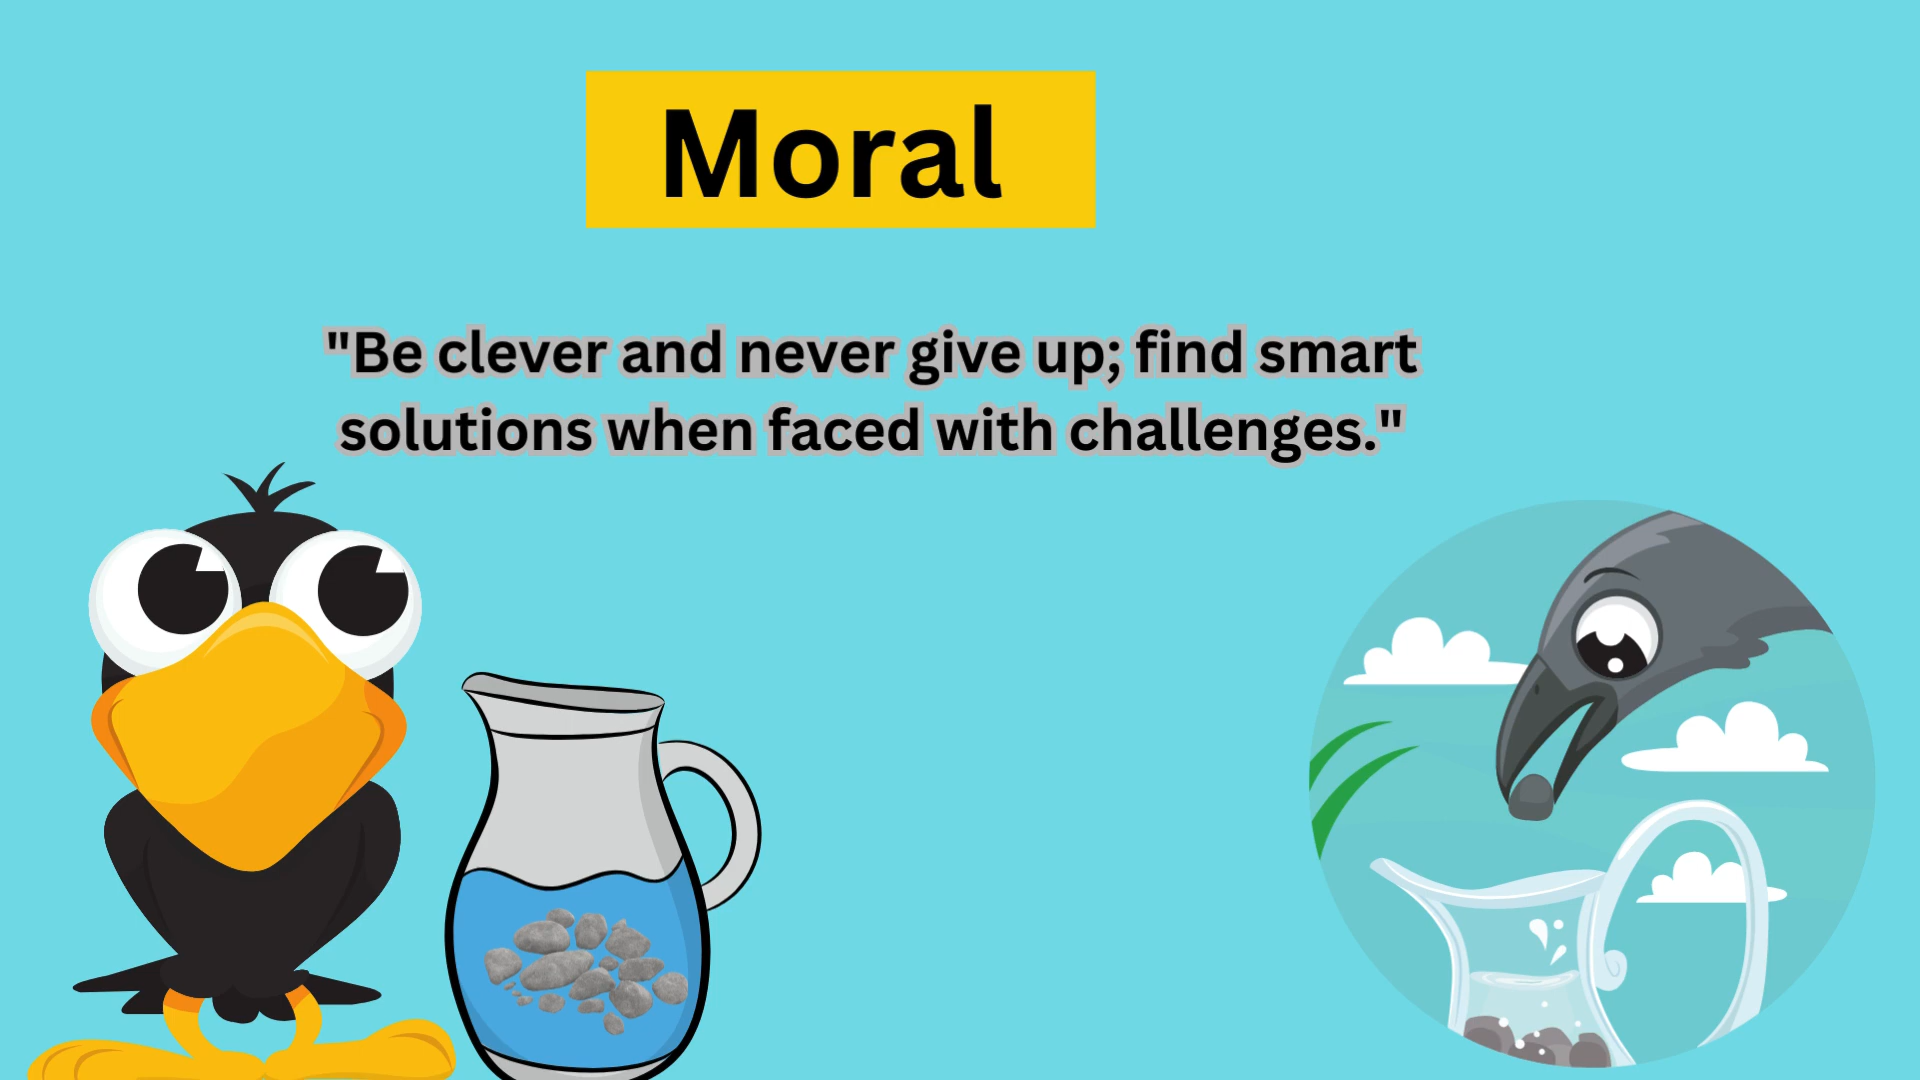 Moral
"Be clever and never give up; find smart
solutions when faced with challenges."